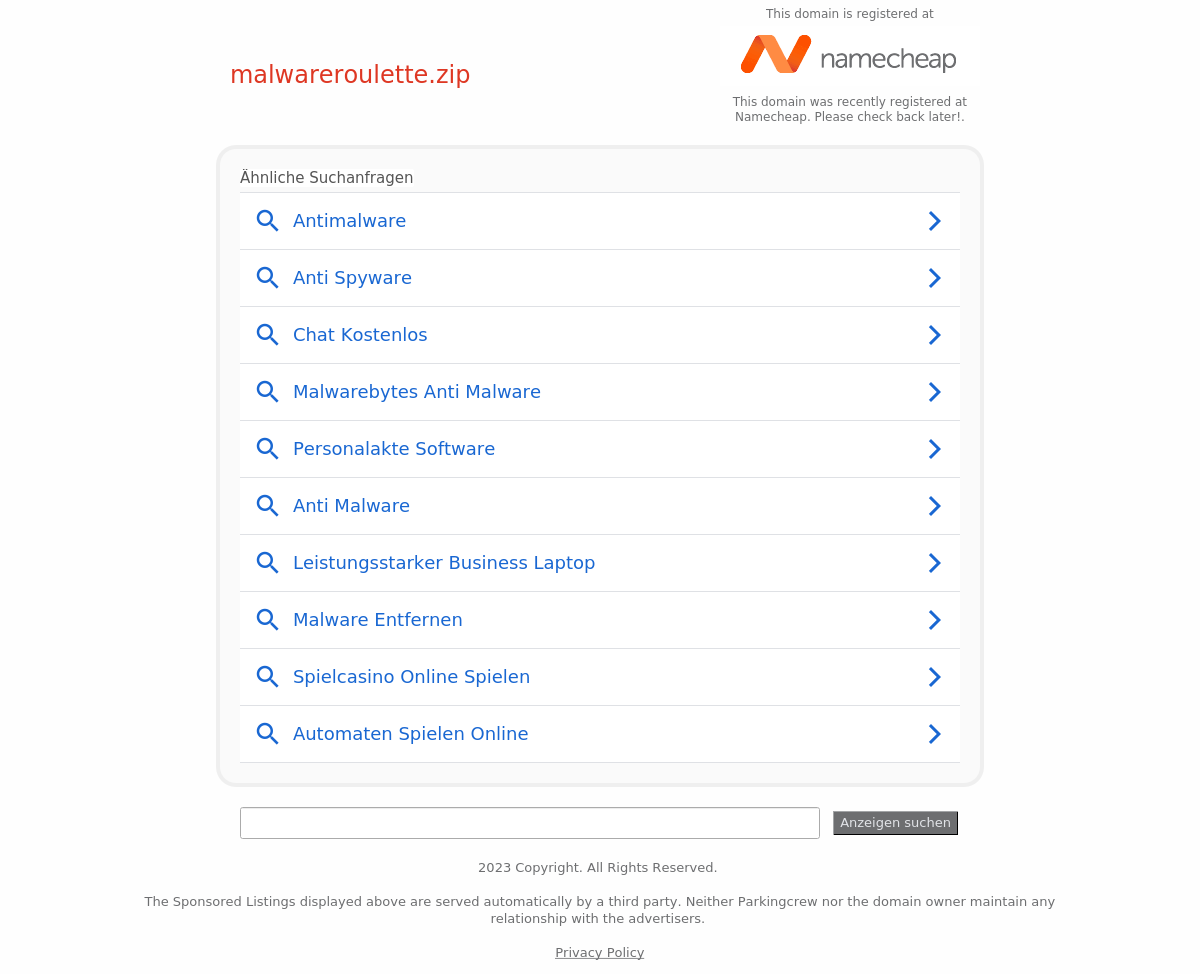 This domain is registered at
namecheap
malwareroulette.zip
This domain was recently registered at
Namecheap. Please check back later!.
Ähnliche Suchanfragen
Antimalware
Anti Spyware
Chat Kostenlos
Malwarebytes Anti Malware
Personalakte Software
Anti Malware
Leistungsstarker Business Laptop
Malware Entfernen
Spielcasino Online Spielen
Automaten Spielen Online
Anzeigen suchen
2023 Copyright. All Rights Reserved.
The Sponsored Listings displayed above are served automatically by a third party. Neither Parkingcrew nor the domain owner maintain any
relationship with the advertisers.
Privacy Policy